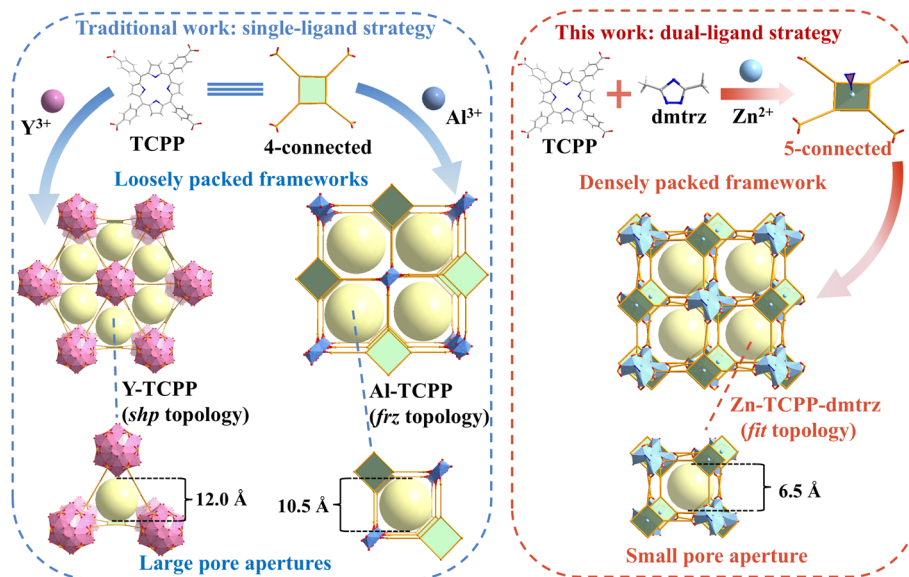 Traditional work: single-ligand strategy
Y3+
TCPP
4-connected
Al3+
Loosely packed frameworks
Y-TCPP
(shp topology)
Al-TCPP
(frz topology)
12.0 Å
10.5 Å
Large pore apertures
This work: dual-ligand strategy
TCPP
dmtrz
Zn2+
5-connected
Densely packed framework
Zn-TCPP-dmtrz
(fit topology)
6.5 Å
Small pore aperture